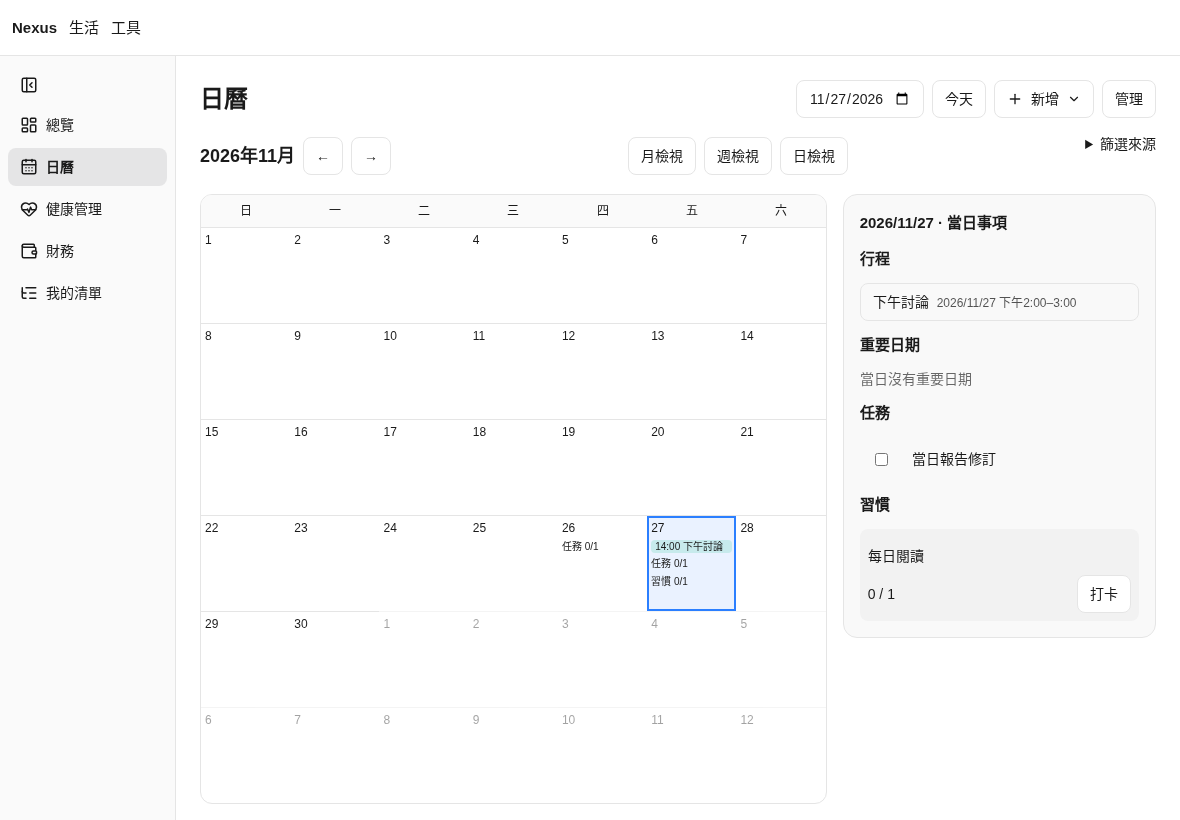 Nexus 生活 工具
總覽
日曆
健康管理
財務
我的清單
日曆
11/27/2026 今天 新增 管理
2026年11月 ← → 月檢視 週檢視 日檢視 ▶ 篩選來源
日 一 二 三 四 五 六
1 2 3 4 5 6 7
8 9 10 11 12 13 14
15 16 17 18 19 20 21
22 23 24 25 26 27 28
任務 0/1
14:00 下午討論
任務 0/1
習慣 0/1
29 30 1 2 3 4 5
6 7 8 9 10 11 12
2026/11/27 · 當日事項
行程
下午討論 2026/11/27 下午2:00–3:00
重要日期
當日沒有重要日期
任務
當日報告修訂
習慣
每日閱讀
0 / 1 打卡